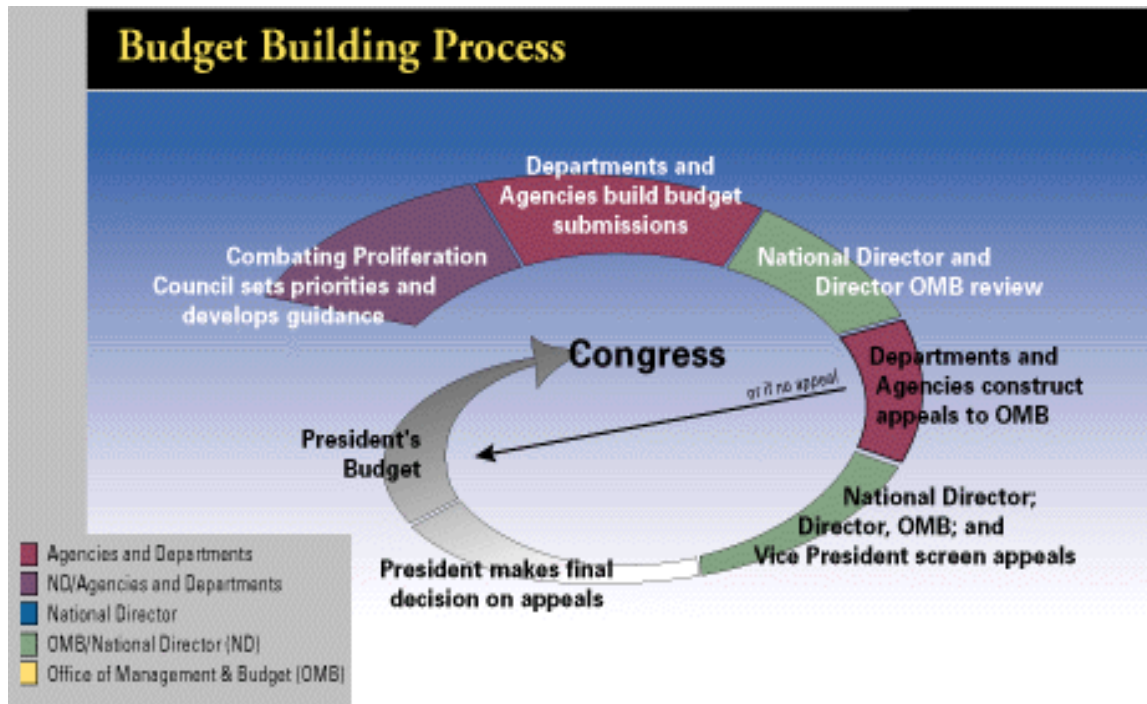 Budget Building Process
Departments and
Agencies build budget
submissions
Combating Proliferation
Council sets priorities and
develops guidance
National Director and
Director OMB review
Congress
Departments and
Agencies construct
appeals to OMB
or if no appeal
President's
Budget
National Director;
Director, OMB; and
Vice President screen appeals
President makes final
decision on appeals
Agencies and Departments
ND/Agencies and Departments
National Director
OMB/National Director (ND)
Office of Management & Budget (OMB)